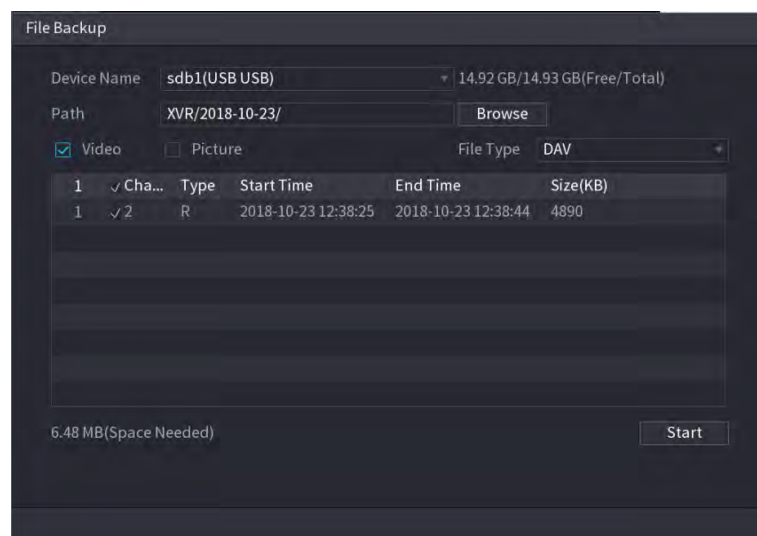 File Backup
Device Name sdb1(USB USB) 14.92 GB/14.93 GB(Free/Total)
Path XVR/2018-10-23/ Browse
Video Picture File Type DAV
1 Cha... Type Start Time End Time Size(KB)
1 2 R 2018-10-23 12:38:25 2018-10-23 12:38:44 4890
6.48 MB(Space Needed) Start